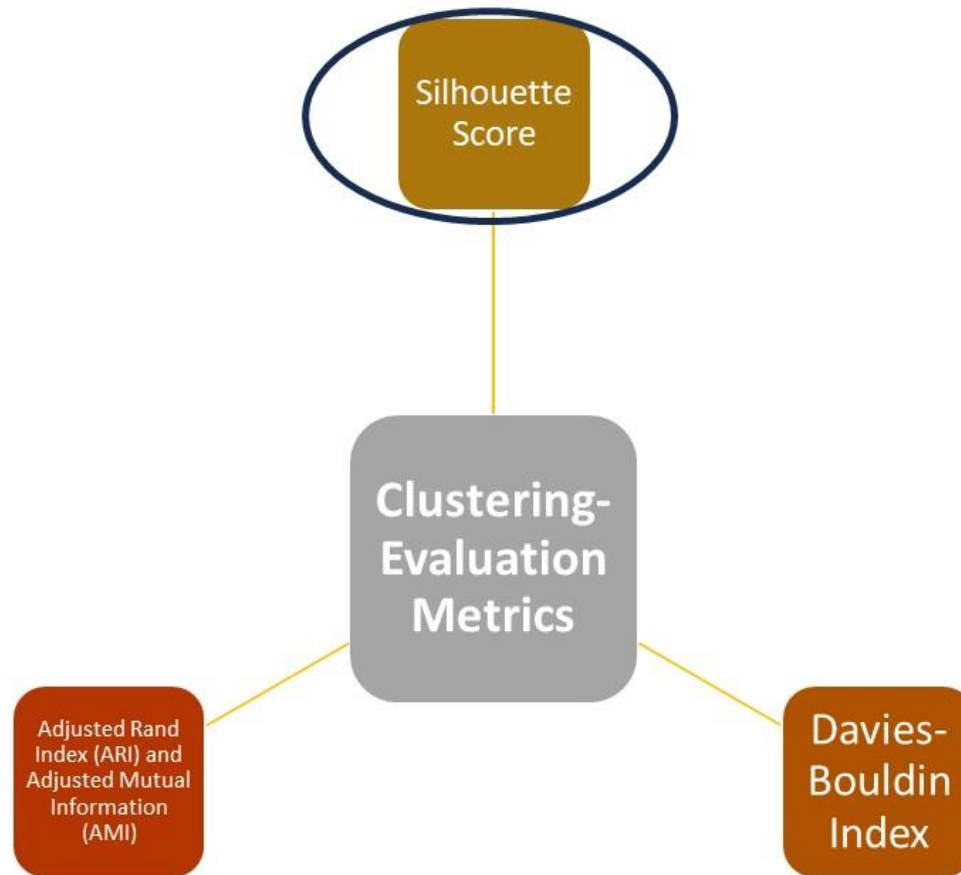 Silhouette
Score
Clustering-
Evaluation
Metrics
Adjusted Rand
Index (ARI) and
Adjusted Mutual
Information
(AMI)
Davies-
Bouldin
Index